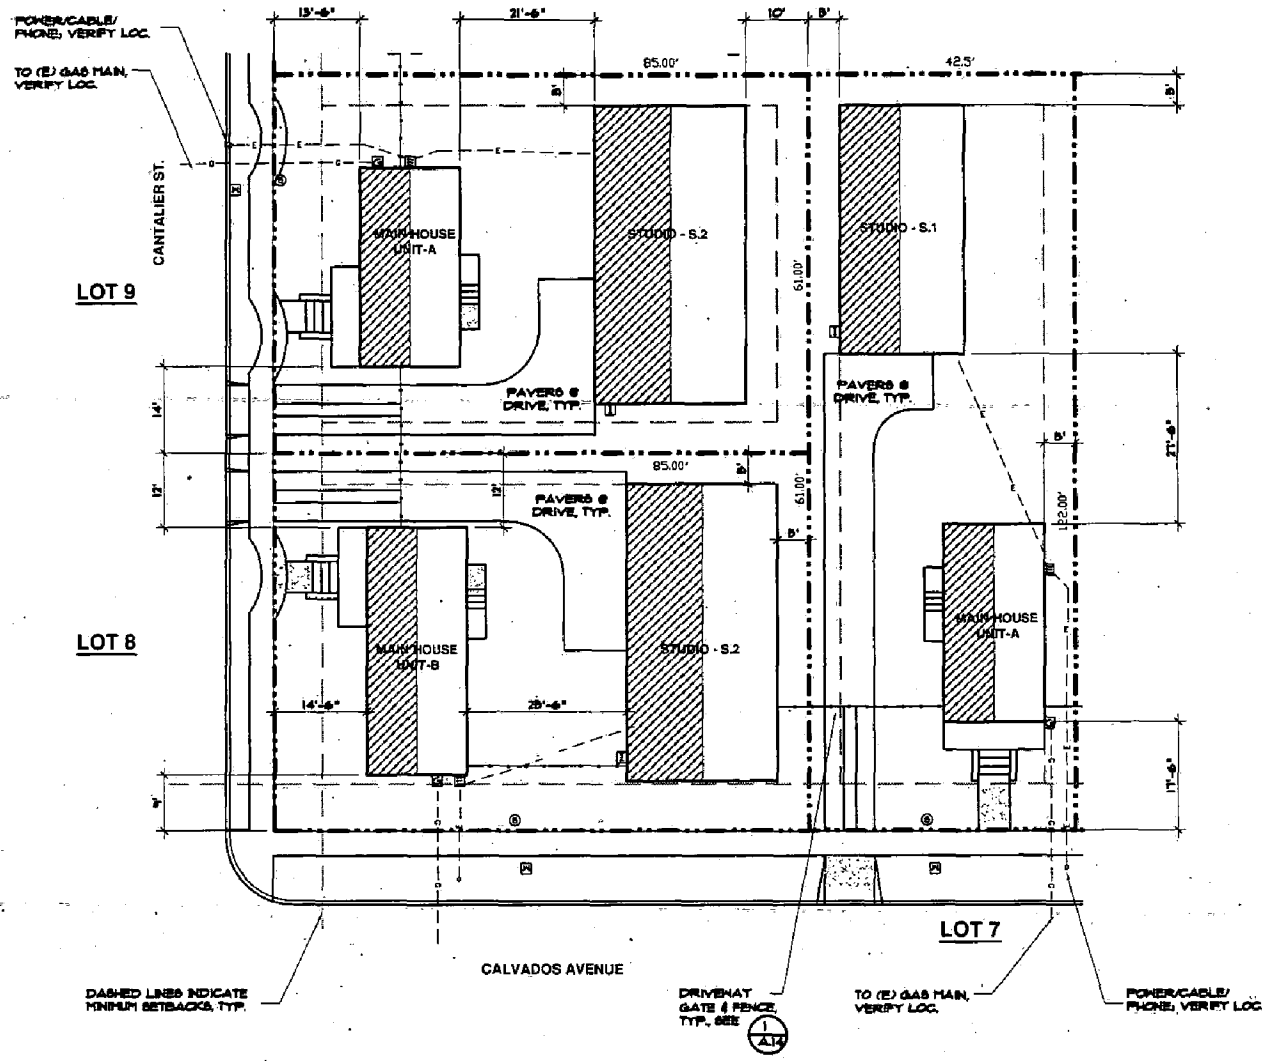 13'-6"
21'-6"
10'
8'
POWER/CABLE/
PHONE; VERIFY LOC.
85.00'
42.5'
TO (E) GAS MAIN,
VERIFY LOC.
8'
8'
E
E
E
G
G
G
E
M
S
CANTALIER ST.
MAIN HOUSE
UNIT-A
STUDIO - S.2
STUDIO - S.1
61.00'
LOT 9
PAVERS @
DRIVE, TYP.
PAVERS @
DRIVE, TYP.
14'
27'-6"
8'
85.00'
8'
12'
12'
PAVERS @
DRIVE, TYP.
61.00'
E
122.00'
8'
LOT 8
MAIN HOUSE
UNIT-B
STUDIO - S.2
MAIN HOUSE
UNIT-A
E
14'-6"
25'-6"
17'-6"
9'
S
S
LOT 7
CALVADOS AVENUE
DASHED LINES INDICATE
MINIMUM SETBACKS, TYP.
DRIVEWAY
GATE & FENCE,
TYP., SEE
1
A.14
TO (E) GAS MAIN,
VERIFY LOC.
POWER/CABLE/
PHONE; VERIFY LOC.